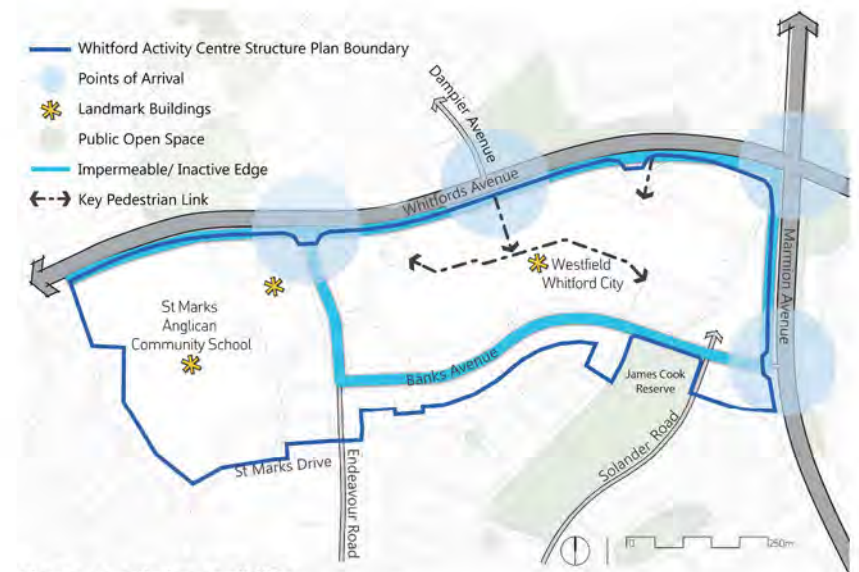 Whitford Activity Centre Structure Plan Boundary
Points of Arrival
Landmark Buildings
Public Open Space
Impermeable/ Inactive Edge
Key Pedestrian Link
Dampier Avenue
Whitfords Avenue
Marmion Avenue
Westfield
Whitford City
St Marks
Anglican
Community School
Banks Avenue
James Cook
Reserve
Solander Road
St Marks Drive
Endeavour Road
0
250m